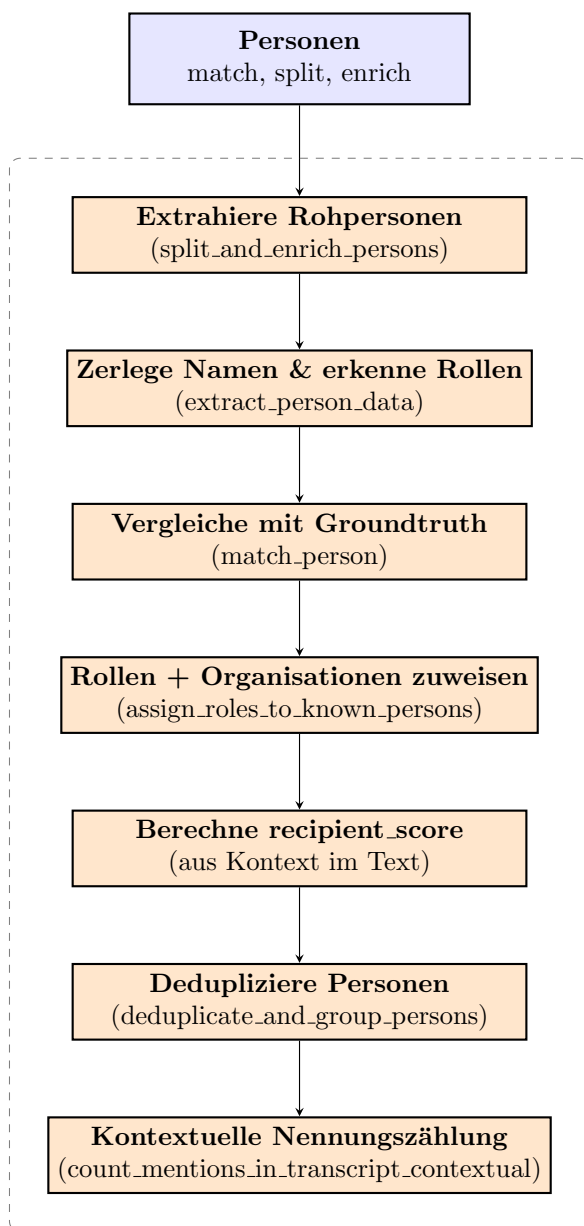 Personen
match, split, enrich
Extrahiere Rohpersonen
(split_and_enrich_persons)
Zerlege Namen & erkenne Rollen
(extract_person_data)
Vergleiche mit Groundtruth
(match_person)
Rollen + Organisationen zuweisen
(assign_roles_to_known_persons)
Berechne recipient_score
(aus Kontext im Text)
Dedupliziere Personen
(deduplicate_and_group_persons)
Kontextuelle Nennungszählung
(count_mentions_in_transcript_contextual)